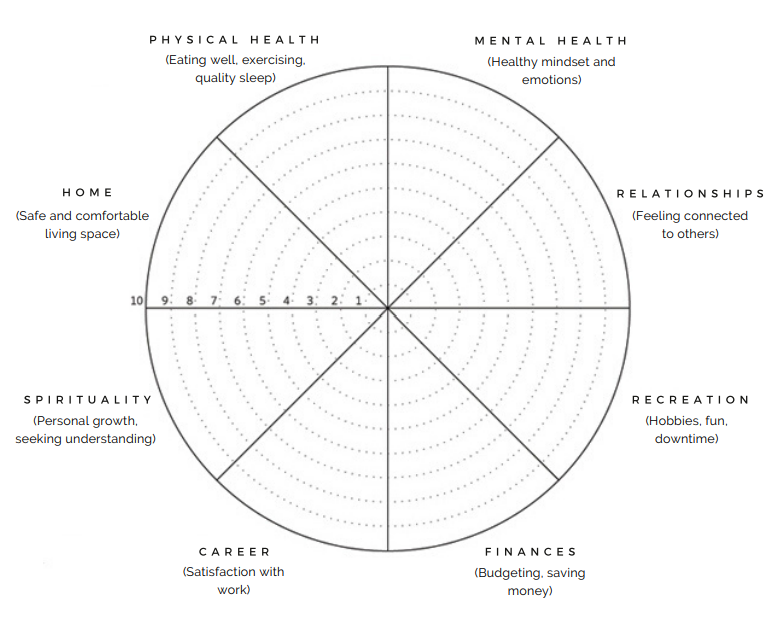 PHYSICAL HEALTH
(Eating well, exercising,
quality sleep)
MENTAL HEALTH
(Healthy mindset and
emotions)
HOME
(Safe and comfortable
living space)
RELATIONSHIPS
(Feeling connected
to others)
10 9 8 7 6 5 4 3 2 1
SPIRITUALITY
(Personal growth,
seeking understanding)
RECREATION
(Hobbies, fun,
downtime)
CAREER
(Satisfaction with
work)
FINANCES
(Budgeting, saving
money)